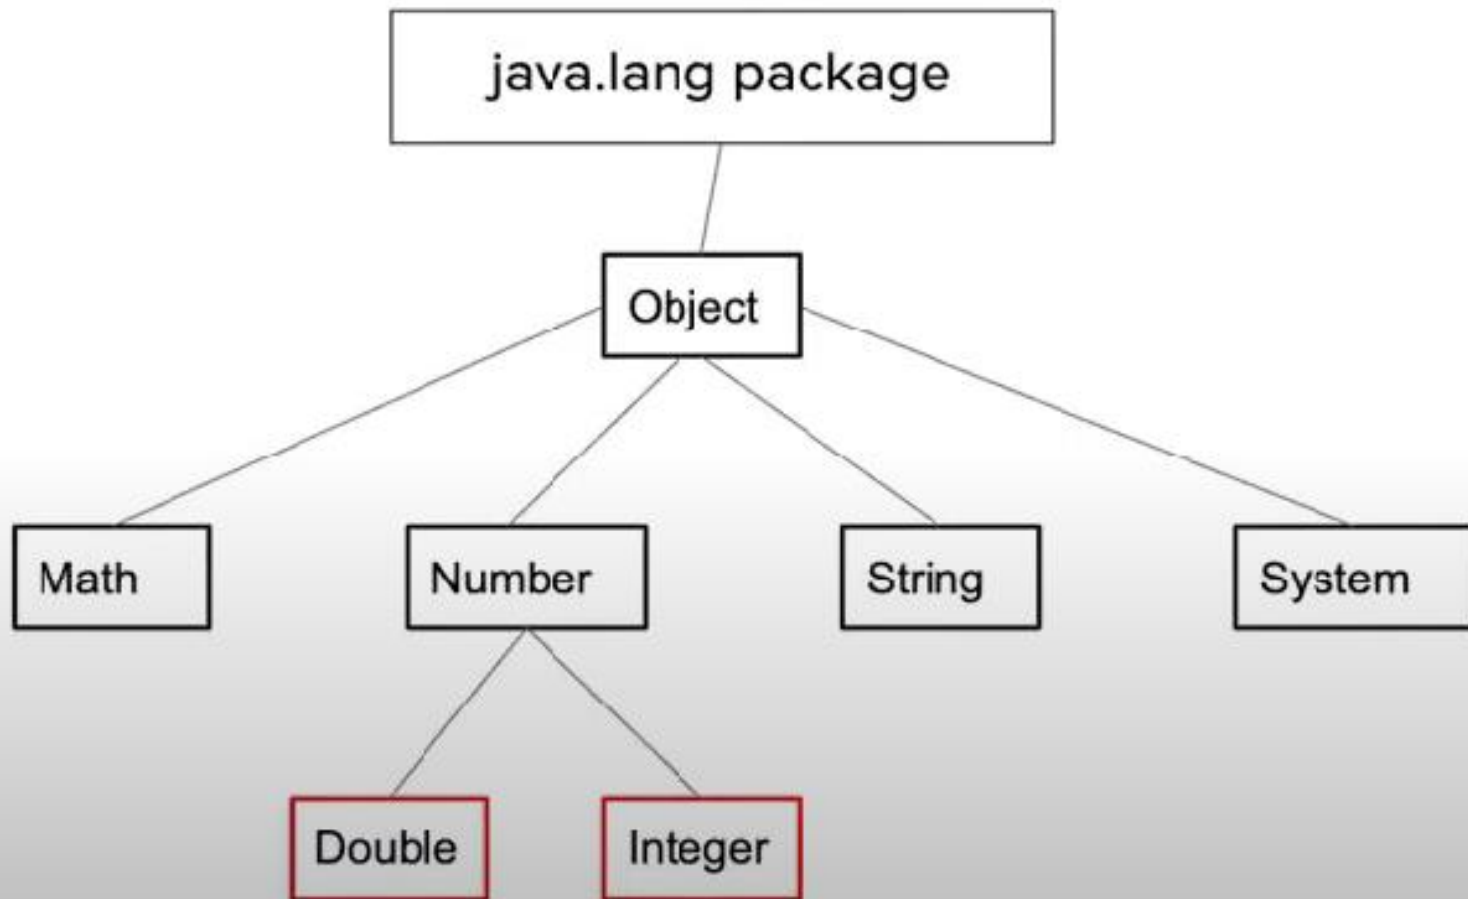 java.lang package
Object
Math
Number
String
System
Double
Integer